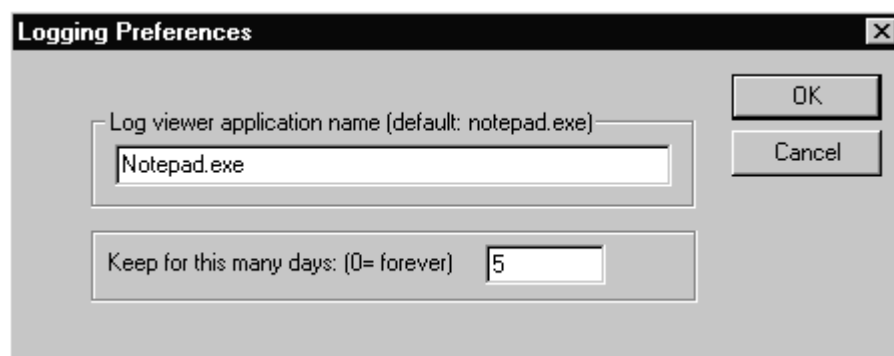 Logging Preferences
OK
Log viewer application name (default: notepad.exe)
Notepad.exe
Cancel
Keep for this many days: (0= forever) 5